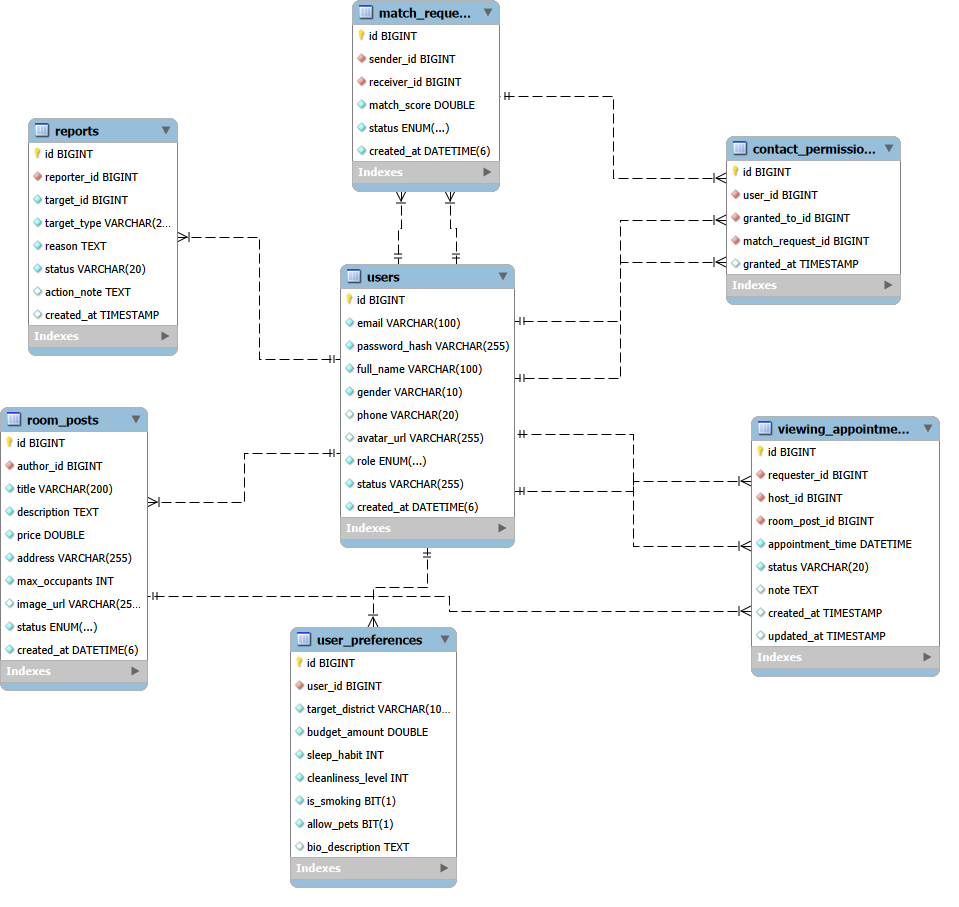 match_reque...
id BIGINT
sender_id BIGINT
receiver_id BIGINT
match_score DOUBLE
status ENUM(...)
created_at DATETIME(6)
Indexes
reports
id BIGINT
reporter_id BIGINT
target_id BIGINT
target_type VARCHAR(2...
reason TEXT
status VARCHAR(20)
action_note TEXT
created_at TIMESTAMP
Indexes
contact_permissio...
id BIGINT
user_id BIGINT
granted_to_id BIGINT
match_request_id BIGINT
granted_at TIMESTAMP
Indexes
users
id BIGINT
email VARCHAR(100)
password_hash VARCHAR(255)
full_name VARCHAR(100)
gender VARCHAR(10)
phone VARCHAR(20)
avatar_url VARCHAR(255)
role ENUM(...)
status VARCHAR(255)
created_at DATETIME(6)
Indexes
room_posts
id BIGINT
author_id BIGINT
title VARCHAR(200)
description TEXT
price DOUBLE
address VARCHAR(255)
max_occupants INT
image_url VARCHAR(25...
status ENUM(...)
created_at DATETIME(6)
Indexes
viewing_appointme...
id BIGINT
requester_id BIGINT
host_id BIGINT
room_post_id BIGINT
appointment_time DATETIME
status VARCHAR(20)
note TEXT
created_at TIMESTAMP
updated_at TIMESTAMP
Indexes
user_preferences
id BIGINT
user_id BIGINT
target_district VARCHAR(10...
budget_amount DOUBLE
sleep_habit INT
cleanliness_level INT
is_smoking BIT(1)
allow_pets BIT(1)
bio_description TEXT
Indexes